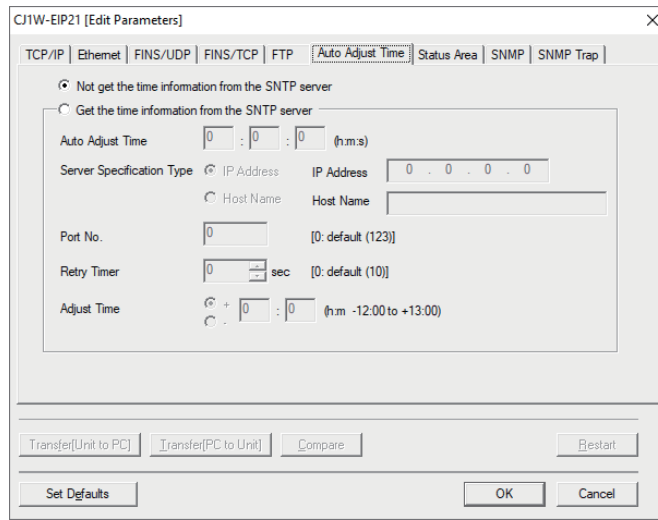 CJ1W-EIP21 [Edit Parameters]
TCP/IP Ethernet FINS/UDP FINS/TCP FTP Auto Adjust Time Status Area SNMP SNMP Trap
Not get the time information from the SNTP server
Get the time information from the SNTP server
Auto Adjust Time 0 : 0 : 0 (h:m:s)
Server Specification Type IP Address IP Address 0 . 0 . 0 . 0
Host Name Host Name
Port No. 0 [0: default (123)]
Retry Timer 0 sec [0: default (10)]
Adjust Time + 0 : 0 (h:m -12:00 to +13:00)
-
Transfer[Unit to PC] Transfer[PC to Unit] Compare Restart
Set Defaults OK Cancel